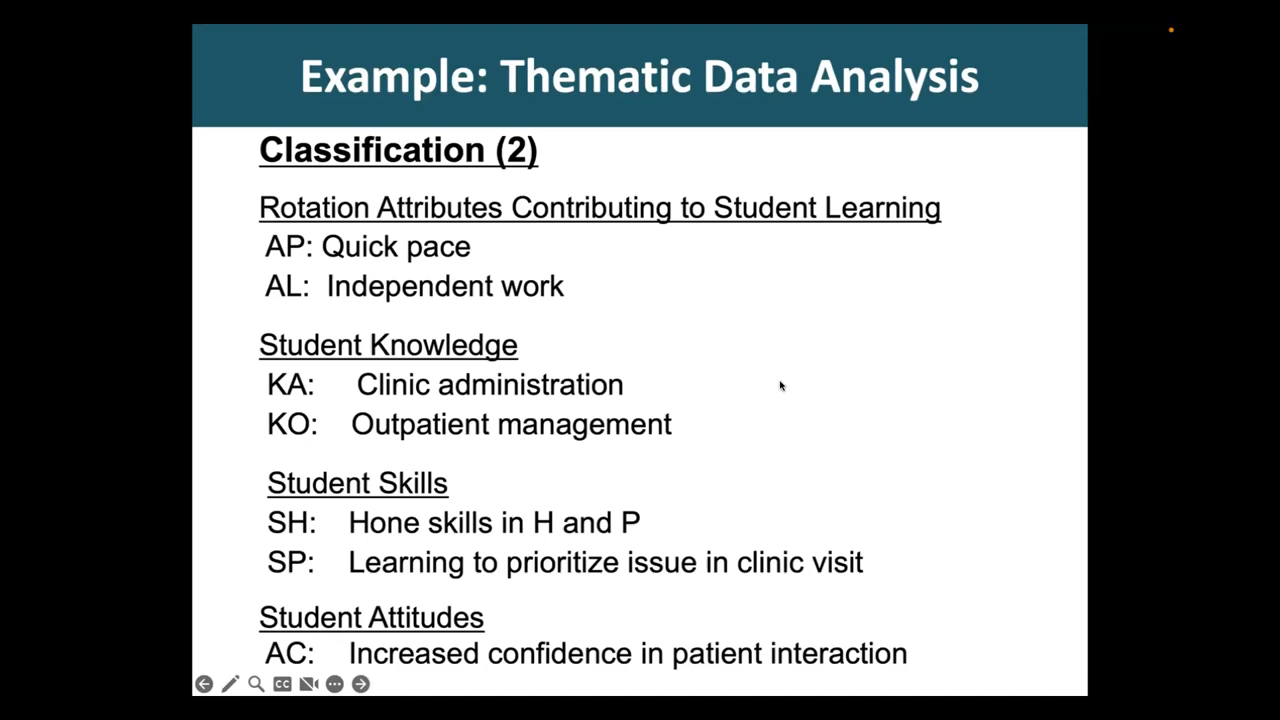 Example: Thematic Data Analysis
Classification (2)
Rotation Attributes Contributing to Student Learning
AP: Quick pace
AL: Independent work
Student Knowledge
KA: Clinic administration
KO: Outpatient management
Student Skills
SH: Hone skills in H and P
SP: Learning to prioritize issue in clinic visit
Student Attitudes
AC: Increased confidence in patient interaction
CC